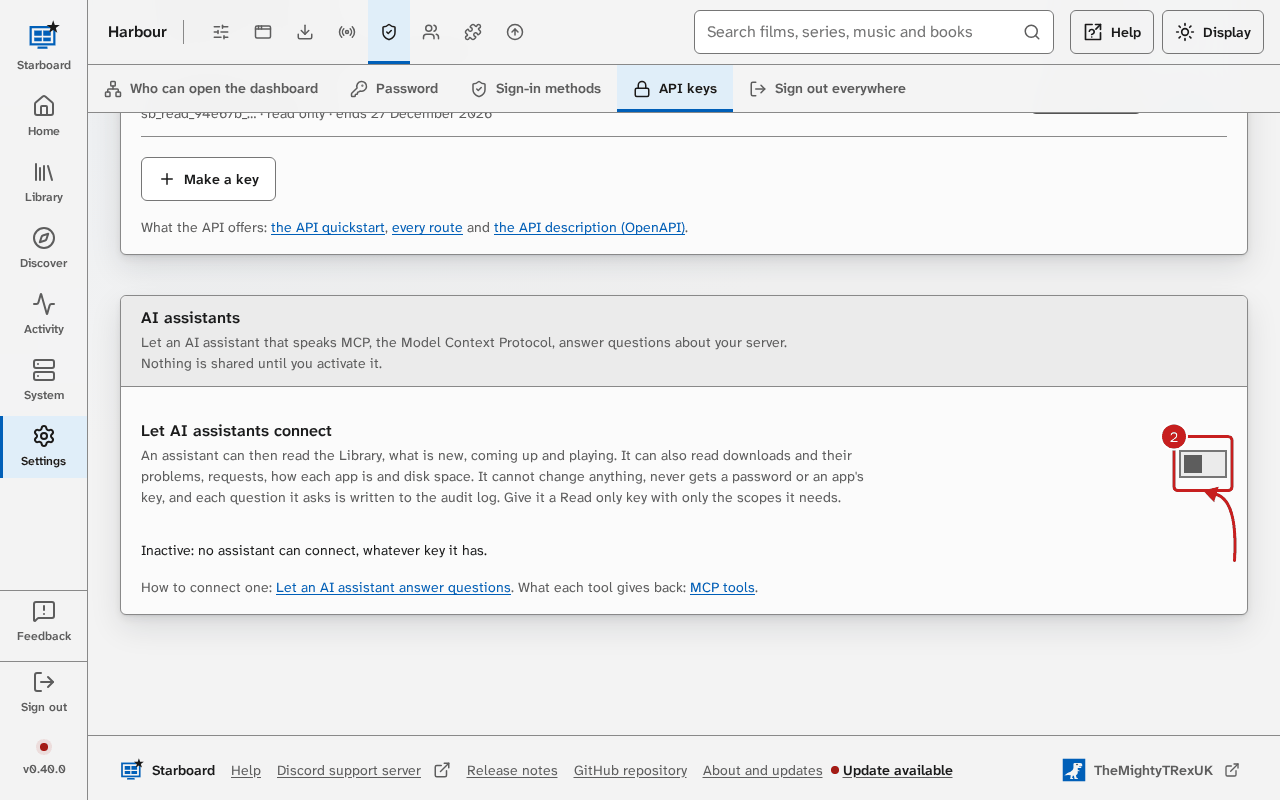 Starboard
Home
Library
Discover
Activity
System
Settings
Feedback
Sign out
v0.40.0
Harbour
Search films, series, music and books
Help
Display
Who can open the dashboard
Password
Sign-in methods
API keys
Sign out everywhere
sb_read_94e67b_… · read only · ends 27 December 2026
Make a key
What the API offers: the API quickstart, every route and the API description (OpenAPI).
AI assistants
Let an AI assistant that speaks MCP, the Model Context Protocol, answer questions about your server.
Nothing is shared until you activate it.
Let AI assistants connect
An assistant can then read the Library, what is new, coming up and playing. It can also read downloads and their
problems, requests, how each app is and disk space. It cannot change anything, never gets a password or an app's
key, and each question it asks is written to the audit log. Give it a Read only key with only the scopes it needs.
2
Inactive: no assistant can connect, whatever key it has.
How to connect one: Let an AI assistant answer questions. What each tool gives back: MCP tools.
Starboard
Help
Discord support server
Release notes
GitHub repository
About and updates
Update available
TheMightyTRexUK